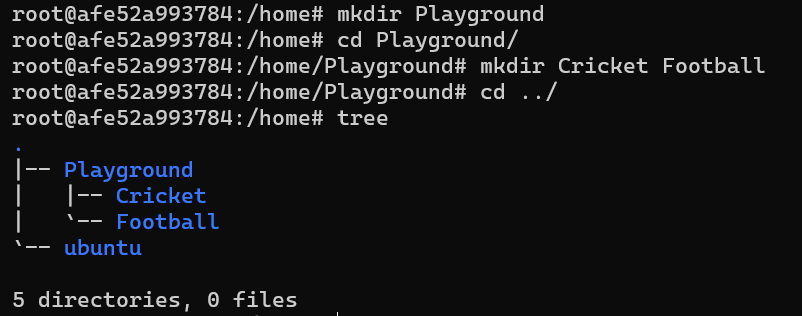 root@afe52a993784:/home# mkdir Playground
root@afe52a993784:/home# cd Playground/
root@afe52a993784:/home/Playground# mkdir Cricket Football
root@afe52a993784:/home/Playground# cd ../
root@afe52a993784:/home# tree
.
|-- Playground
|   |-- Cricket
|   `-- Football
`-- ubuntu
5 directories, 0 files